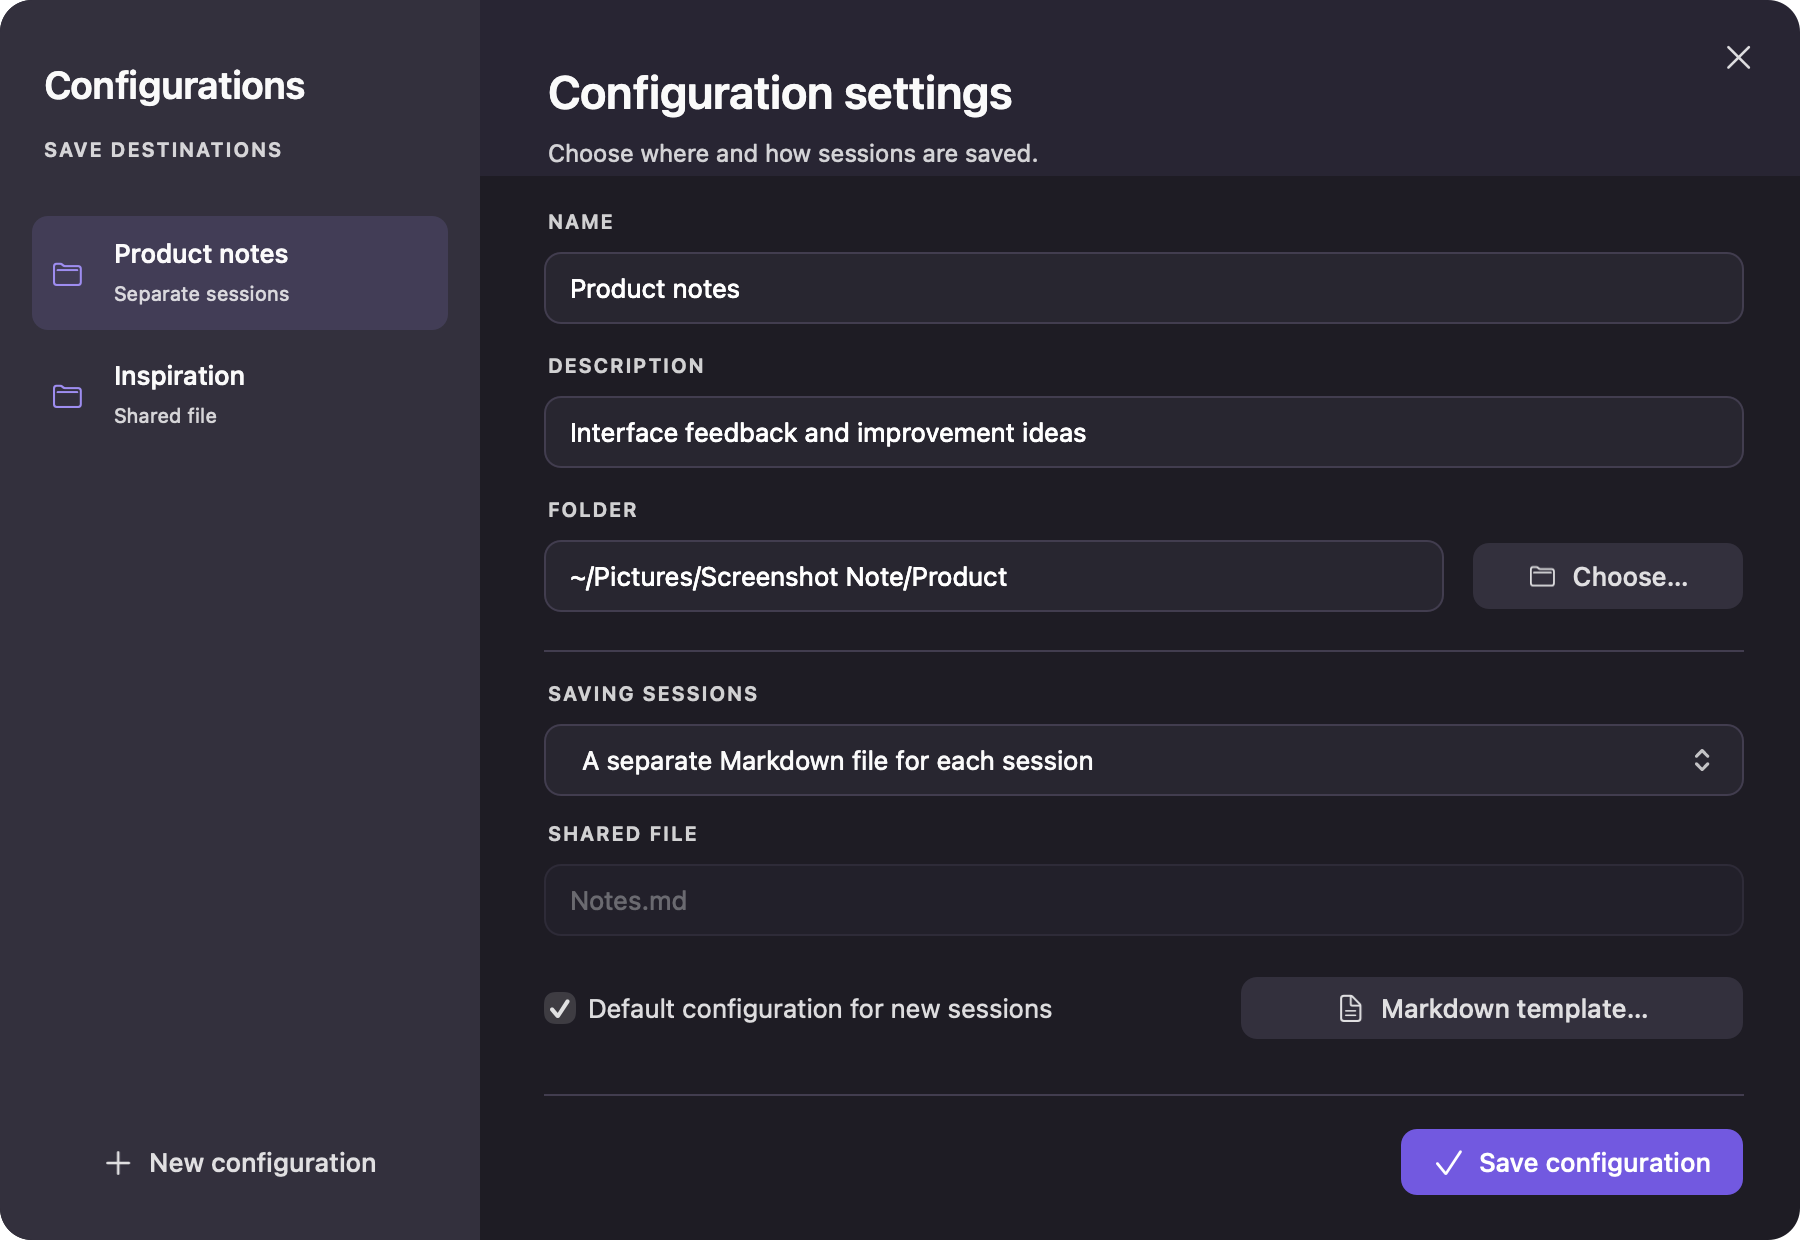 Configurations
SAVE DESTINATIONS
Product notes
Separate sessions
Inspiration
Shared file
New configuration
Configuration settings
Choose where and how sessions are saved.
NAME
Product notes
DESCRIPTION
Interface feedback and improvement ideas
FOLDER
~/Pictures/Screenshot Note/Product
Choose...
SAVING SESSIONS
A separate Markdown file for each session
SHARED FILE
Notes.md
Default configuration for new sessions
Markdown template...
Save configuration